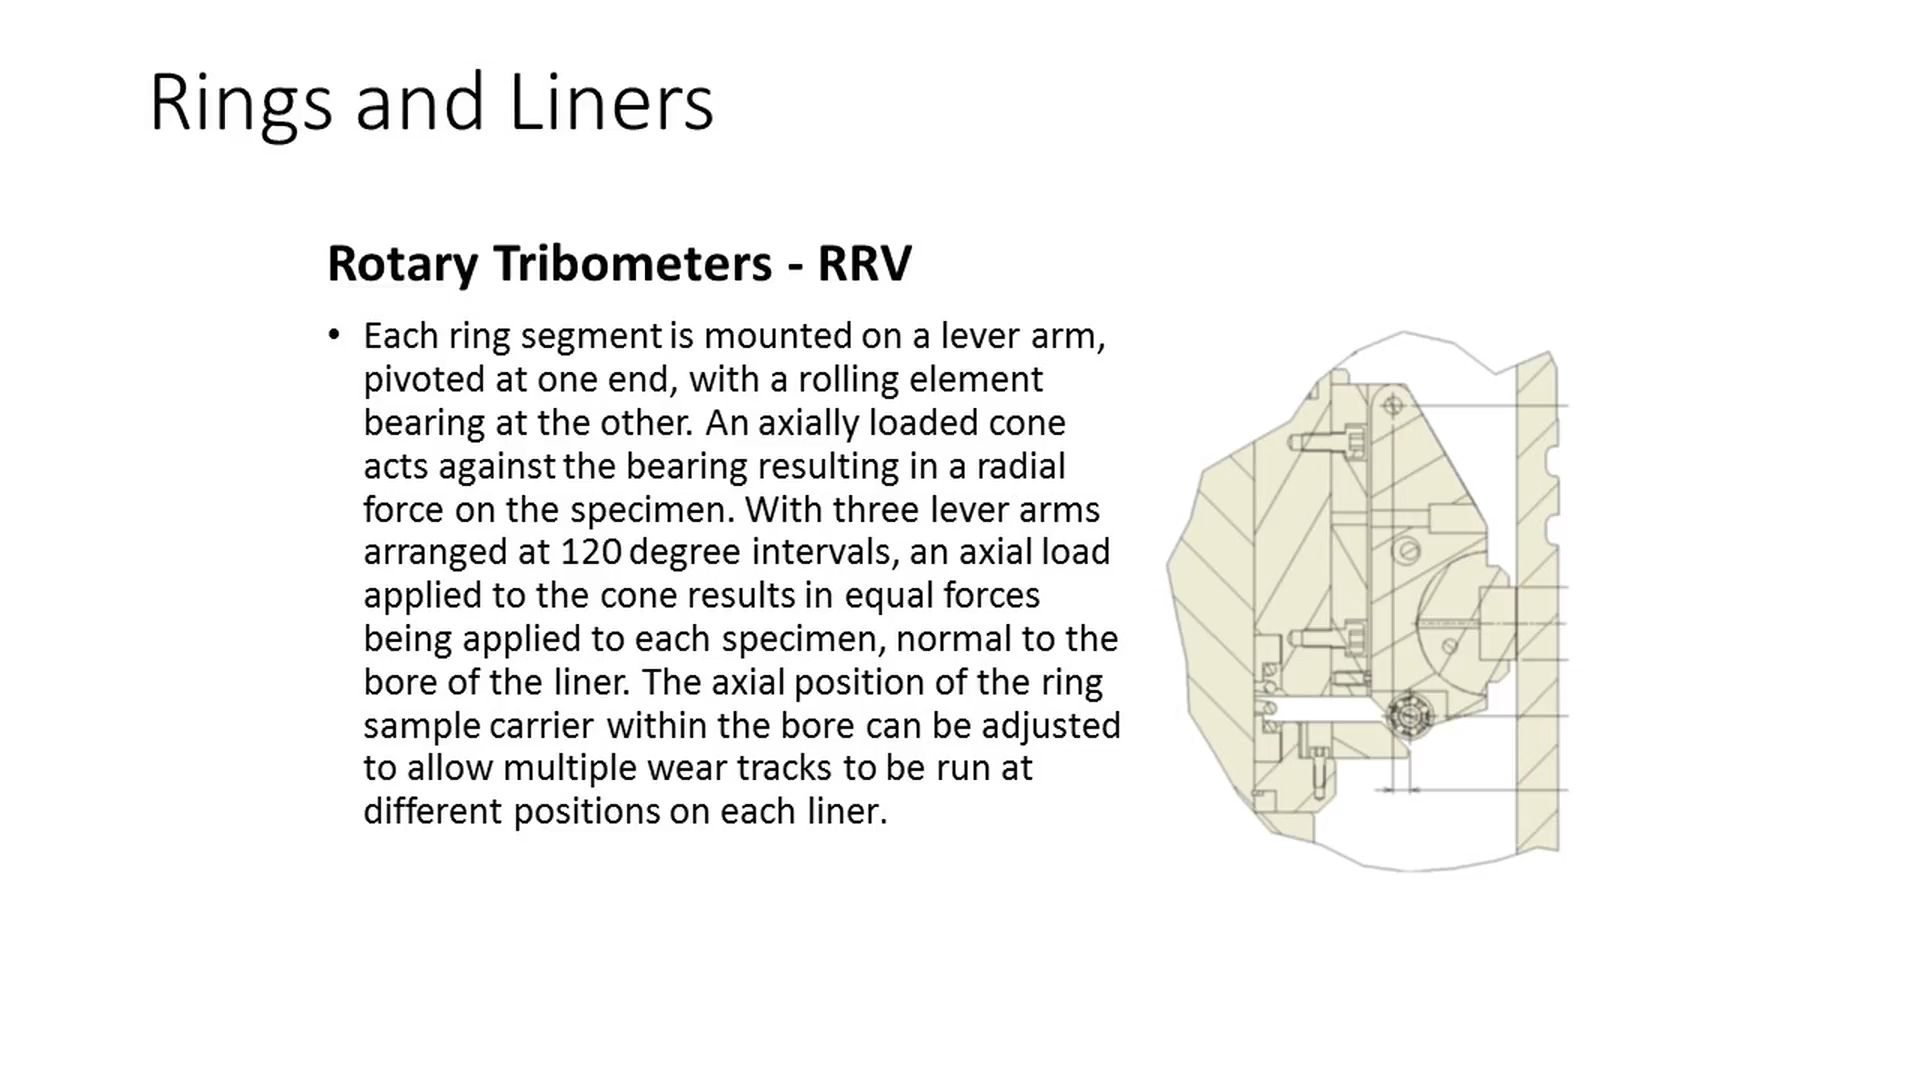 Rings and Liners
Rotary Tribometers - RRV
• Each ring segment is mounted on a lever arm,
pivoted at one end, with a rolling element
bearing at the other. An axially loaded cone
acts against the bearing resulting in a radial
force on the specimen. With three lever arms
arranged at 120 degree intervals, an axial load
applied to the cone results in equal forces
being applied to each specimen, normal to the
bore of the liner. The axial position of the ring
sample carrier within the bore can be adjusted
to allow multiple wear tracks to be run at
different positions on each liner.